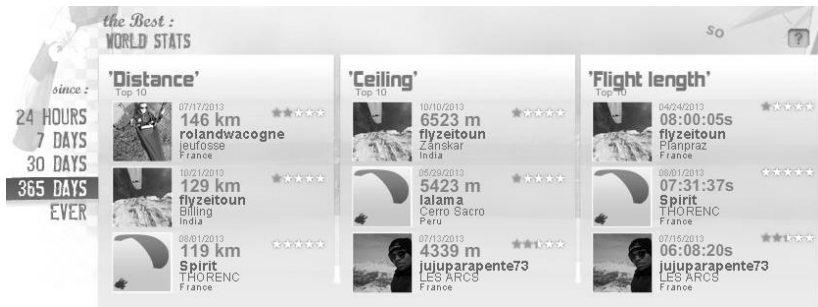 the Best :
WORLD STATS
so
?
since :
24 HOURS
7 DAYS
30 DAYS
365 DAYS
EVER
'Distance'
Top 10
07/17/2013
146 km
rolandwacogne
jeufosse
France
10/21/2013
129 km
flyzeitoun
Billing
India
08/01/2013
119 km
Spirit
THORENC
France
'Ceiling'
Top 10
10/10/2013
6523 m
flyzeitoun
Zanskar
India
05/29/2013
5423 m
lalama
Cerro Sacro
Peru
07/13/2013
4339 m
jujuparapente73
LES ARCS
France
'Flight length'
Top 10
04/24/2013
08:00:05s
flyzeitoun
Planpraz
France
08/01/2013
07:31:37s
Spirit
THORENC
France
07/15/2013
06:08:20s
jujuparapente73
LES ARCS
France